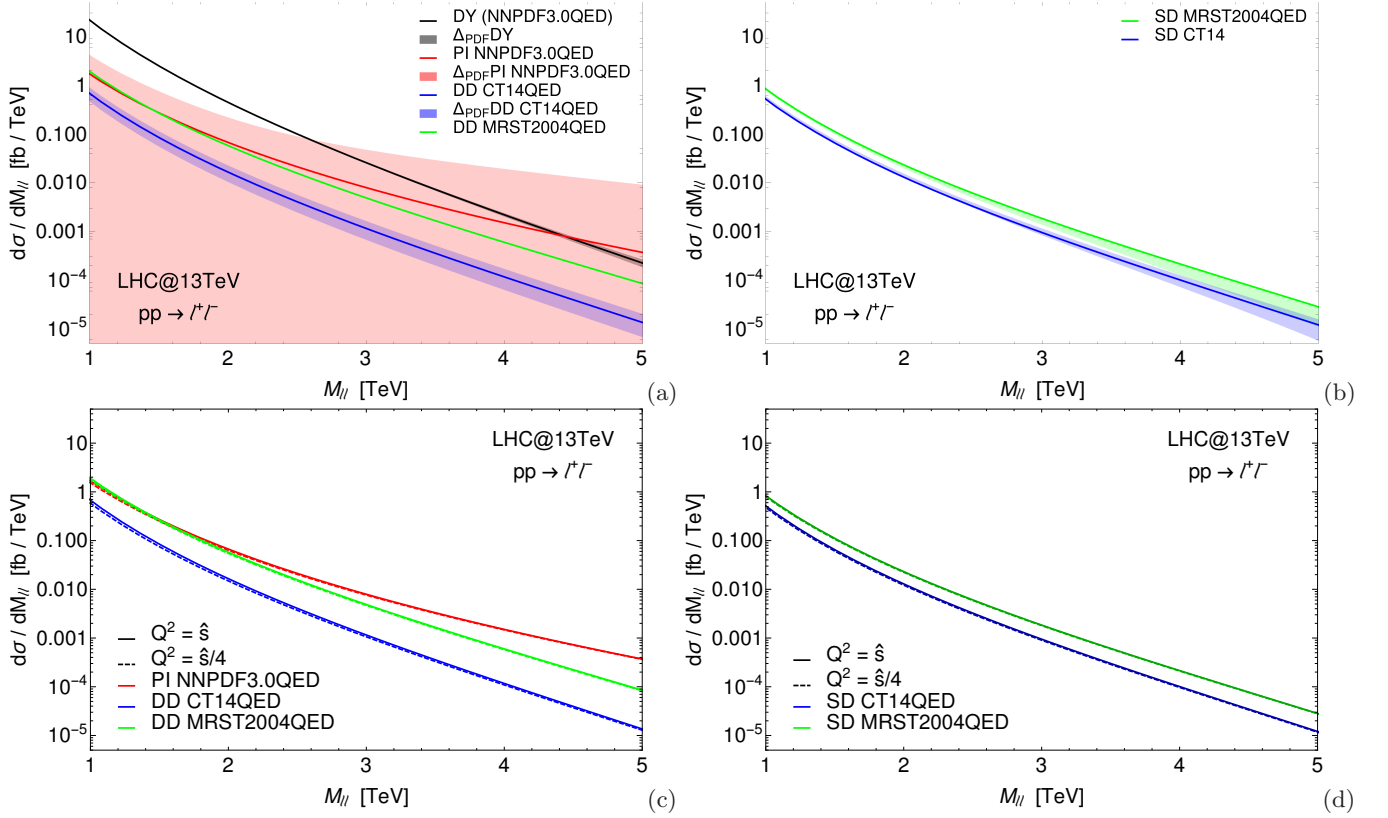 10
1
0.100
0.010
0.001
10⁻⁴
10⁻⁵
dσ / dM_ll [fb / TeV]
DY (NNPDF3.0QED)
Δ_PDF DY
PI NNPDF3.0QED
Δ_PDF PI NNPDF3.0QED
DD CT14QED
Δ_PDF DD CT14QED
DD MRST2004QED
LHC@13TeV
pp → l⁺l⁻
1 2 3 4 5
M_ll [TeV]
(a)
10
1
0.100
0.010
0.001
10⁻⁴
10⁻⁵
dσ / dM_ll [fb / TeV]
SD MRST2004QED
SD CT14
LHC@13TeV
pp → l⁺l⁻
1 2 3 4 5
M_ll [TeV]
(b)
10
1
0.100
0.010
0.001
10⁻⁴
10⁻⁵
dσ / dM_ll [fb / TeV]
LHC@13TeV
pp → l⁺l⁻
Q² = ŝ
Q² = ŝ/4
PI NNPDF3.0QED
DD CT14QED
DD MRST2004QED
1 2 3 4 5
M_ll [TeV]
(c)
10
1
0.100
0.010
0.001
10⁻⁴
10⁻⁵
dσ / dM_ll [fb / TeV]
LHC@13TeV
pp → l⁺l⁻
Q² = ŝ
Q² = ŝ/4
SD CT14QED
SD MRST2004QED
1 2 3 4 5
M_ll [TeV]
(d)